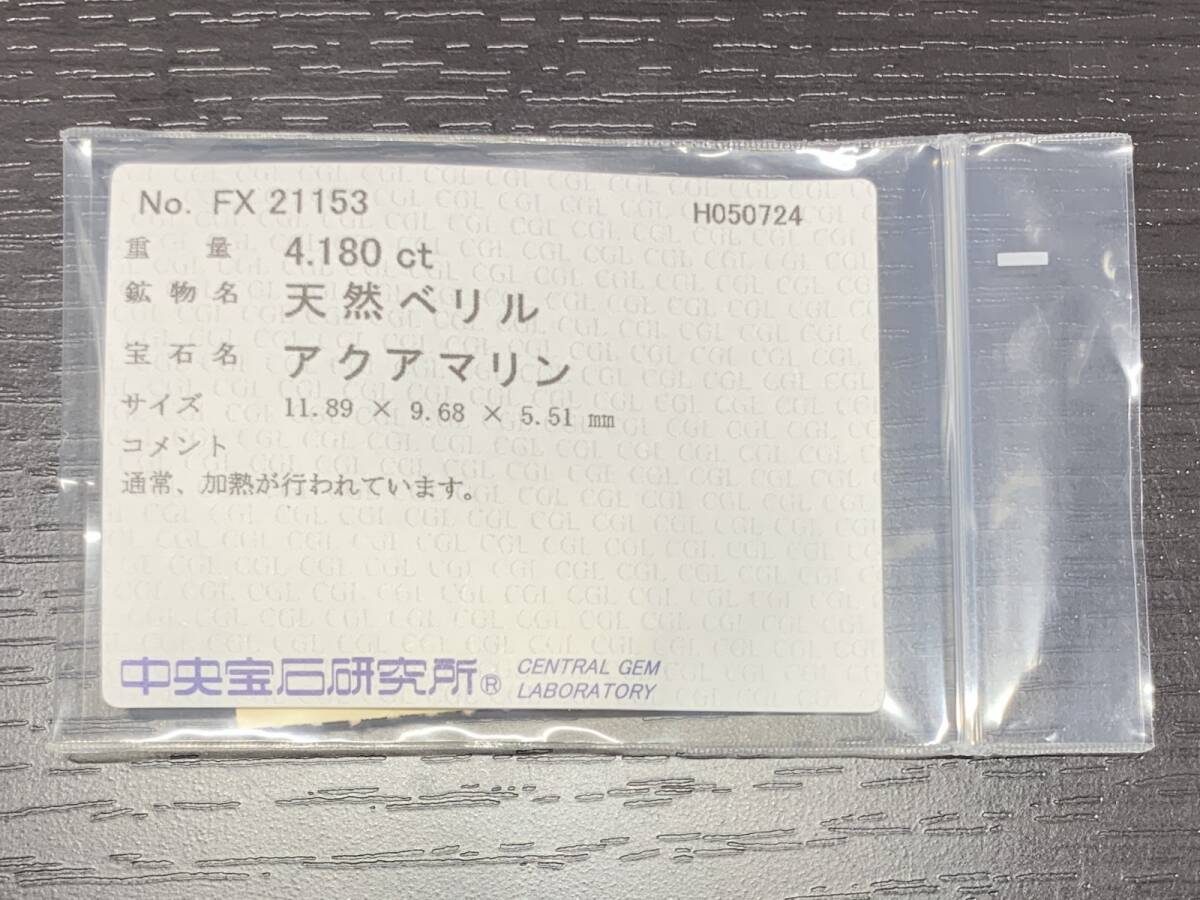 No. FX 21153
H050724
重 量 4.180 ct
鉱物名 天然ベリル
宝石名 アクアマリン
サイズ 11.89 × 9.68 × 5.51 mm
コメント
通常、加熱が行われています。
中央宝石研究所® CENTRAL GEM
LABORATORY